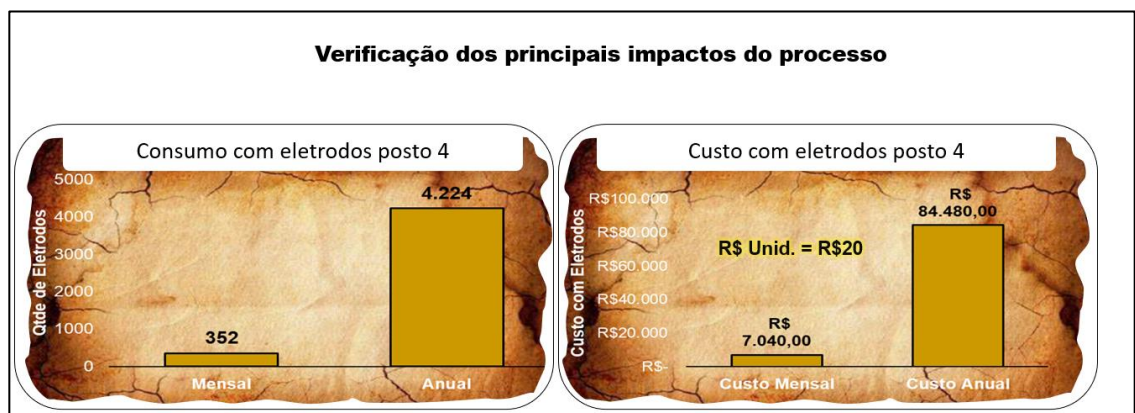 Verificação dos principais impactos do processo
Consumo com eletrodos posto 4
Qtde de Eletrodos
5000
4000
3000
2000
1000
0
352
4.224
Mensal
Anual
Custo com eletrodos posto 4
Custo com Eletrodos
R$100.000
R$80.000
R$60.000
R$40.000
R$20.000
R$-
R$ Unid. = R$20
R$
7.040,00
R$
84.480,00
Custo Mensal
Custo Anual